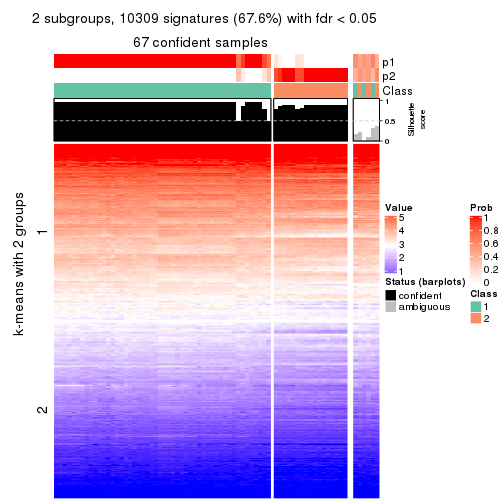 2 subgroups, 10309 signatures (67.6%) with fdr < 0.05
67 confident samples
p1
p2
Class
1
0.5
0
Silhouette
score
k-means with 2 groups
1
2
Value
5
4
3
2
1
Status (barplots)
confident
ambiguous
Prob
1
0.8
0.6
0.4
0.2
0
Class
1
2